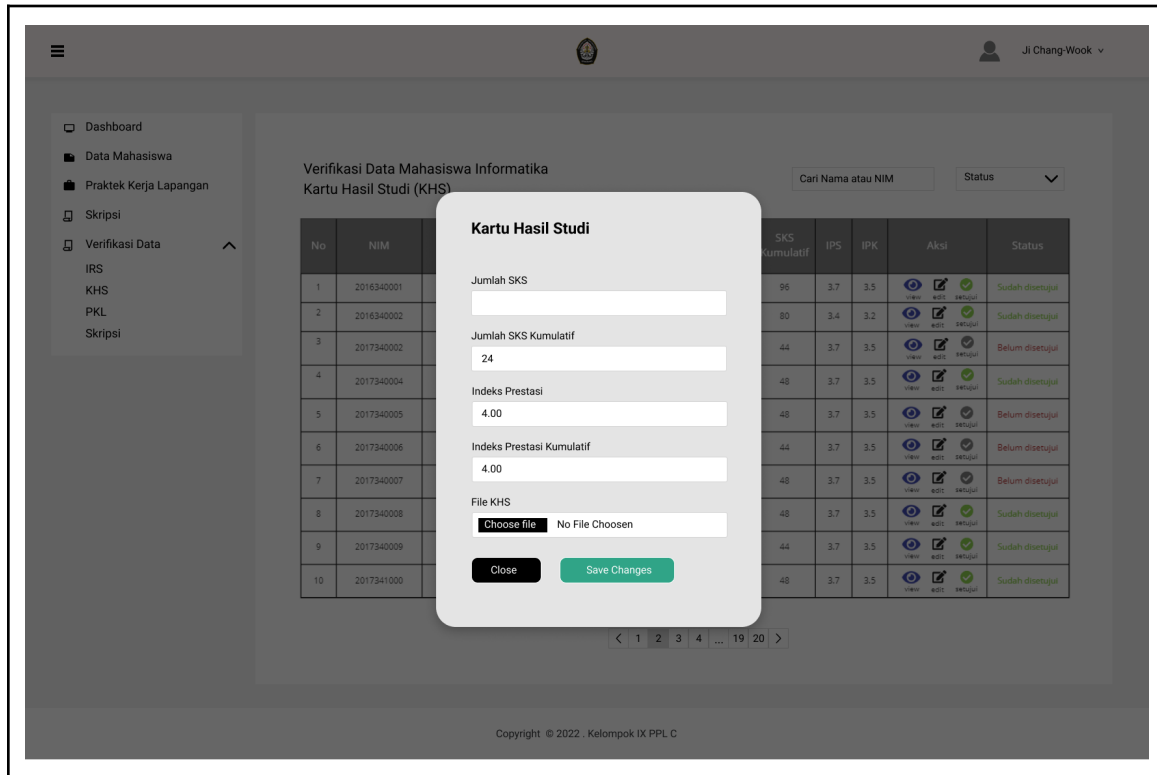 Ji Chang-Wook
Dashboard
Data Mahasiswa
Praktek Kerja Lapangan
Skripsi
Verifikasi Data
IRS
KHS
PKL
Skripsi
Verifikasi Data Mahasiswa Informatika
Kartu Hasil Studi (KHS)
Cari Nama atau NIM
Status
No NIM SKS Kumulatif IPS IPK Aksi Status
1 2016340001 96 3.7 3.5 view edit setujui Sudah disetujui
2 2016340002 80 3.4 3.2 view edit setujui Sudah disetujui
3 2017340002 44 3.7 3.5 view edit setujui Belum disetujui
4 2017340004 48 3.7 3.5 view edit setujui Sudah disetujui
5 2017340005 48 3.7 3.5 view edit setujui Belum disetujui
6 2017340006 44 3.7 3.5 view edit setujui Belum disetujui
7 2017340007 48 3.7 3.5 view edit setujui Belum disetujui
8 2017340008 48 3.7 3.5 view edit setujui Sudah disetujui
9 2017340009 44 3.7 3.5 view edit setujui Sudah disetujui
10 2017341000 48 3.7 3.5 view edit setujui Sudah disetujui
Kartu Hasil Studi
Jumlah SKS
Jumlah SKS Kumulatif
24
Indeks Prestasi
4.00
Indeks Prestasi Kumulatif
4.00
File KHS
Choose file No File Choosen
Close Save Changes
< 1 2 3 4 ... 19 20 >
Copyright © 2022 . Kelompok IX PPL C